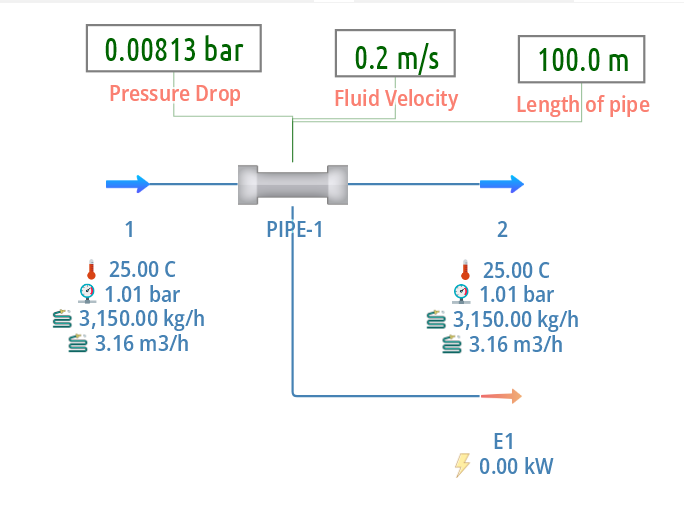 0.00813 bar
0.2 m/s
100.0 m
Pressure Drop
Fluid Velocity
Length of pipe
1
PIPE-1
2
25.00 C
1.01 bar
3,150.00 kg/h
3.16 m3/h
25.00 C
1.01 bar
3,150.00 kg/h
3.16 m3/h
E1
0.00 kW